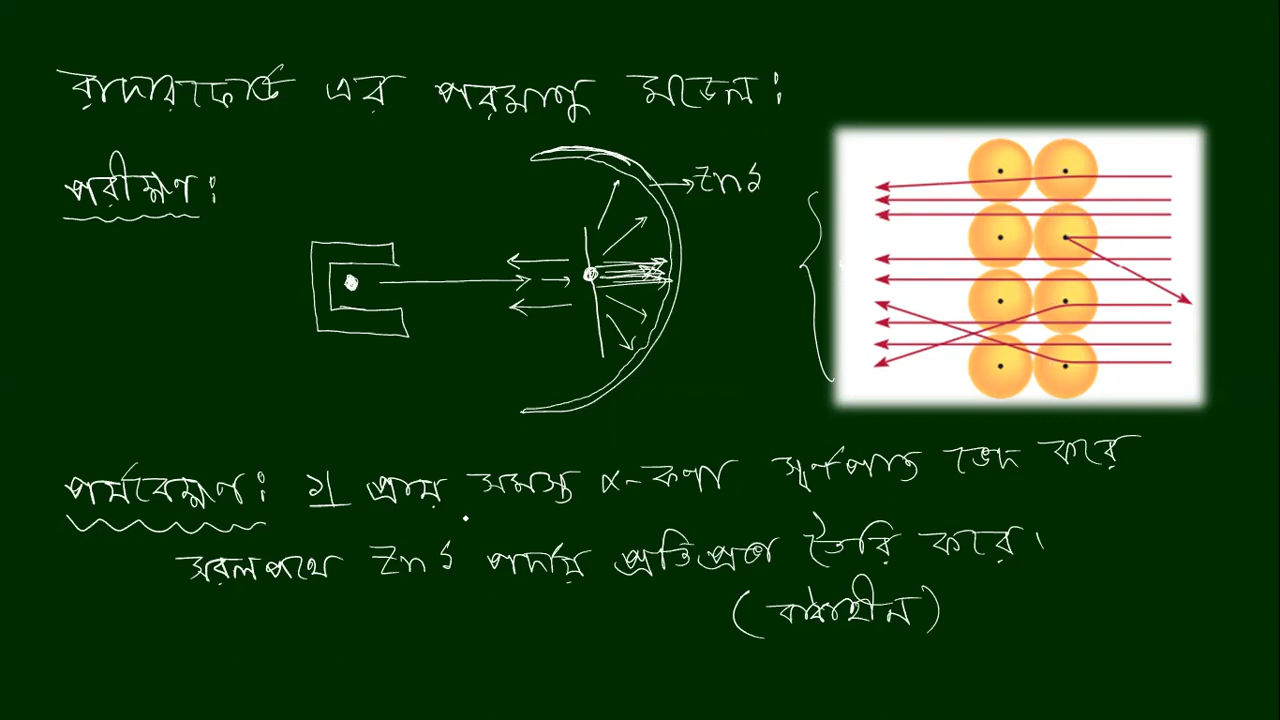 রাদারফোর্ড এর পরমাণু মডেল:
পরীক্ষণ:
ZnS
পর্যবেক্ষণ: ১| প্রায় সমস্ত α-কণা স্বর্ণপাত ভেদ করে
সরলপথে ZnS পর্দায় প্রতিপ্রভা তৈরি করে।
(বাধাহীন)